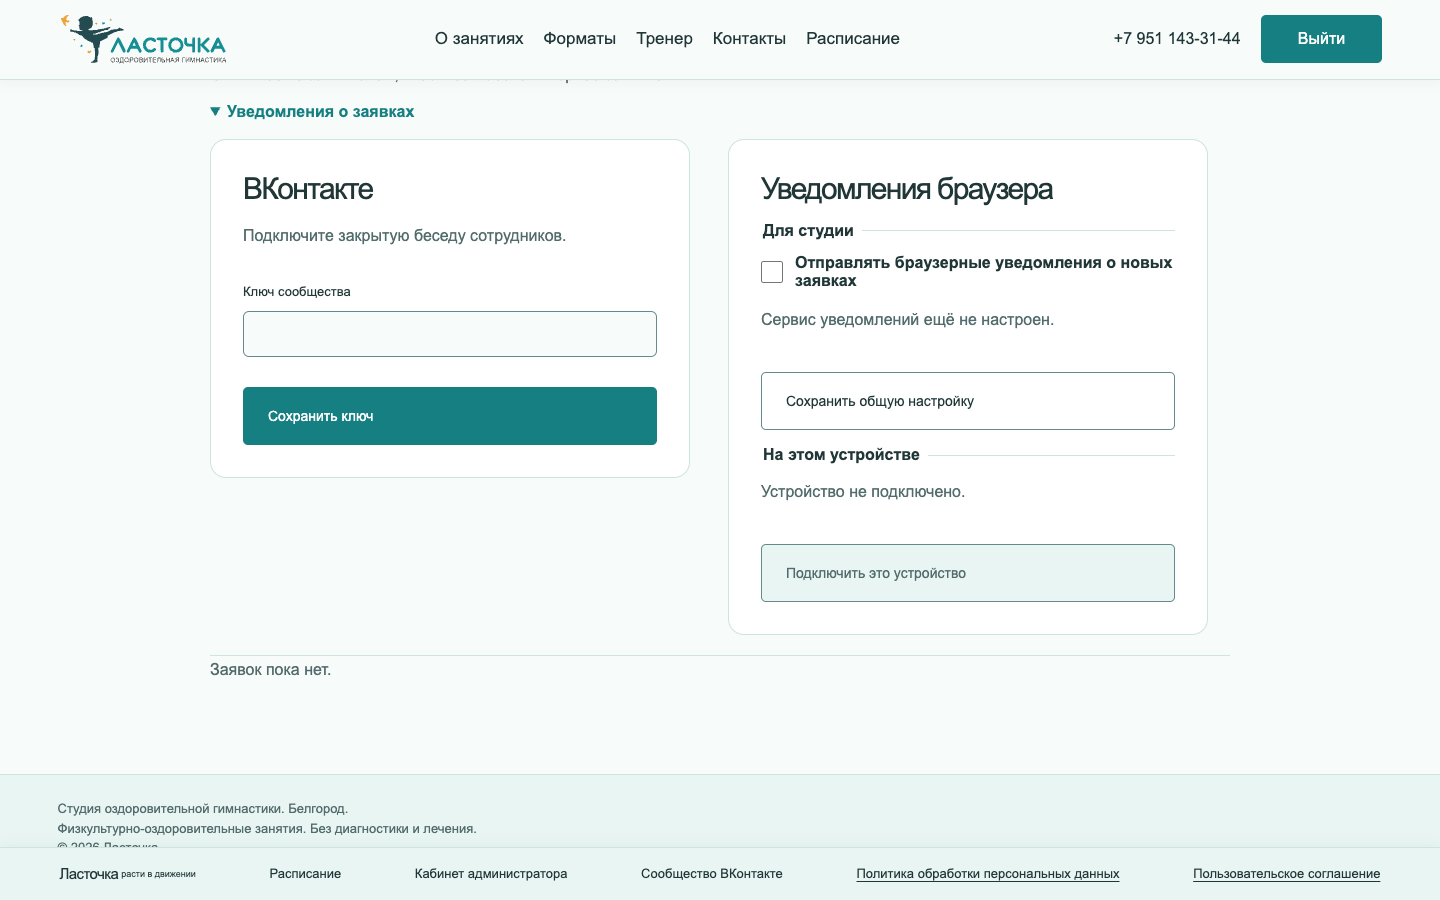 ЛАСТОЧКА
ОЗДОРОВИТЕЛЬНАЯ ГИМНАСТИКА
О занятиях
Форматы
Тренер
Контакты
Расписание
+7 951 143-31-44
Выйти
Уведомления о заявках
ВКонтакте
Подключите закрытую беседу сотрудников.
Ключ сообщества
Сохранить ключ
Уведомления браузера
Для студии
Отправлять браузерные уведомления о новых
заявках
Сервис уведомлений ещё не настроен.
Сохранить общую настройку
На этом устройстве
Устройство не подключено.
Подключить это устройство
Заявок пока нет.
Студия оздоровительной гимнастики. Белгород.
Физкультурно-оздоровительные занятия. Без диагностики и лечения.
© 2026 Ласточка
Ласточка расти в движении
Расписание
Кабинет администратора
Сообщество ВКонтакте
Политика обработки персональных данных
Пользовательское соглашение